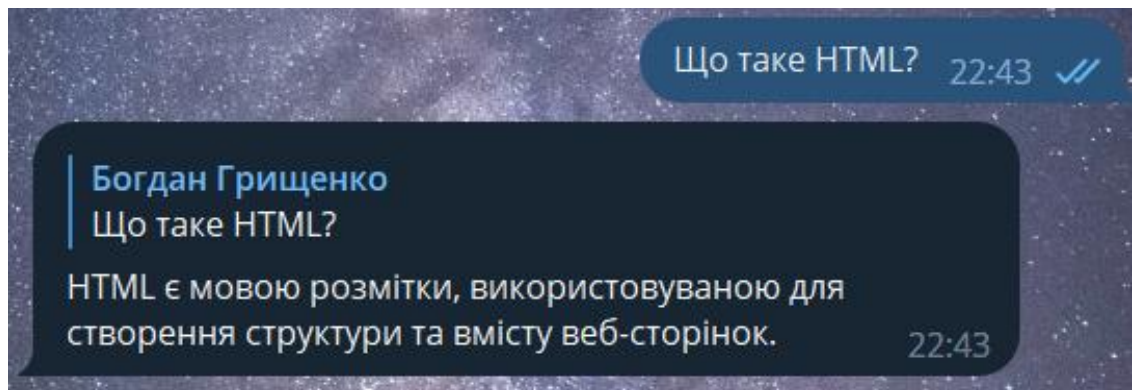 Що таке HTML? 22:43
Богдан Грищенко
Що таке HTML?
HTML є мовою розмітки, використовуваною для
створення структури та вмісту веб-сторінок. 22:43